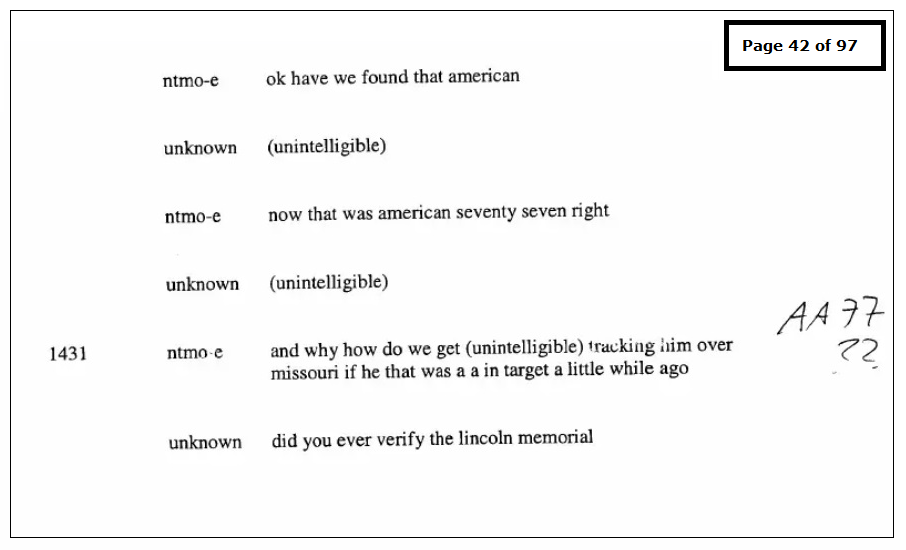 Page 42 of 97
ntmo-e ok have we found that american
unknown (unintelligible)
ntmo-e now that was american seventy seven right
unknown (unintelligible)
AA 77
??
1431 ntmo-e and why how do we get (unintelligible) tracking him over
missouri if he that was a a in target a little while ago
unknown did you ever verify the lincoln memorial